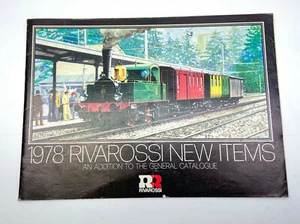 1978 RIVAROSSI NEW ITEMS
AN ADDITION TO THE GENERAL CATALOGUE
RR
RIVAROSSI